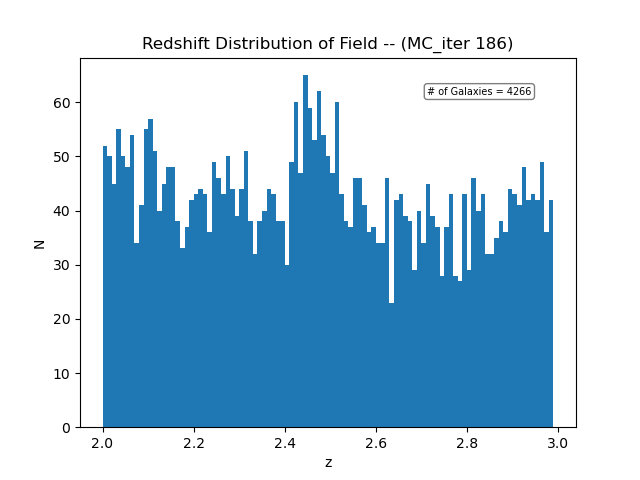 Redshift Distribution of Field -- (MC_iter 186)
# of Galaxies = 4266
60
50
40
30
20
10
0
N
2.0 2.2 2.4 2.6 2.8 3.0
z